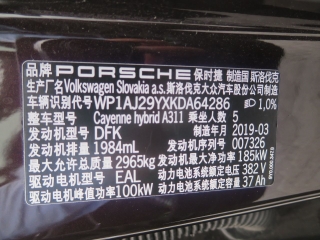 品牌 PORSCHE 保时捷 制造国 斯洛伐克
生产厂名 Volkswagen Slovakia a.s.斯洛伐克大众汽车股份公司制造
车辆识别代号 WP1AJ29YXKDA64286 1,0%
整车型号 Cayenne hybrid A311 乘坐人数 5
发动机型号 DFK 制造年月 2019-03
发动机排量 1984ml 序号 007326
最大允许总质量 2965kg 发动机最大净功率 185kW
驱动电机型号 EAL 动力电池系统额定电压 382 V
驱动电机峰值功率 100kW 动力电池系统额定容量 37 Ah